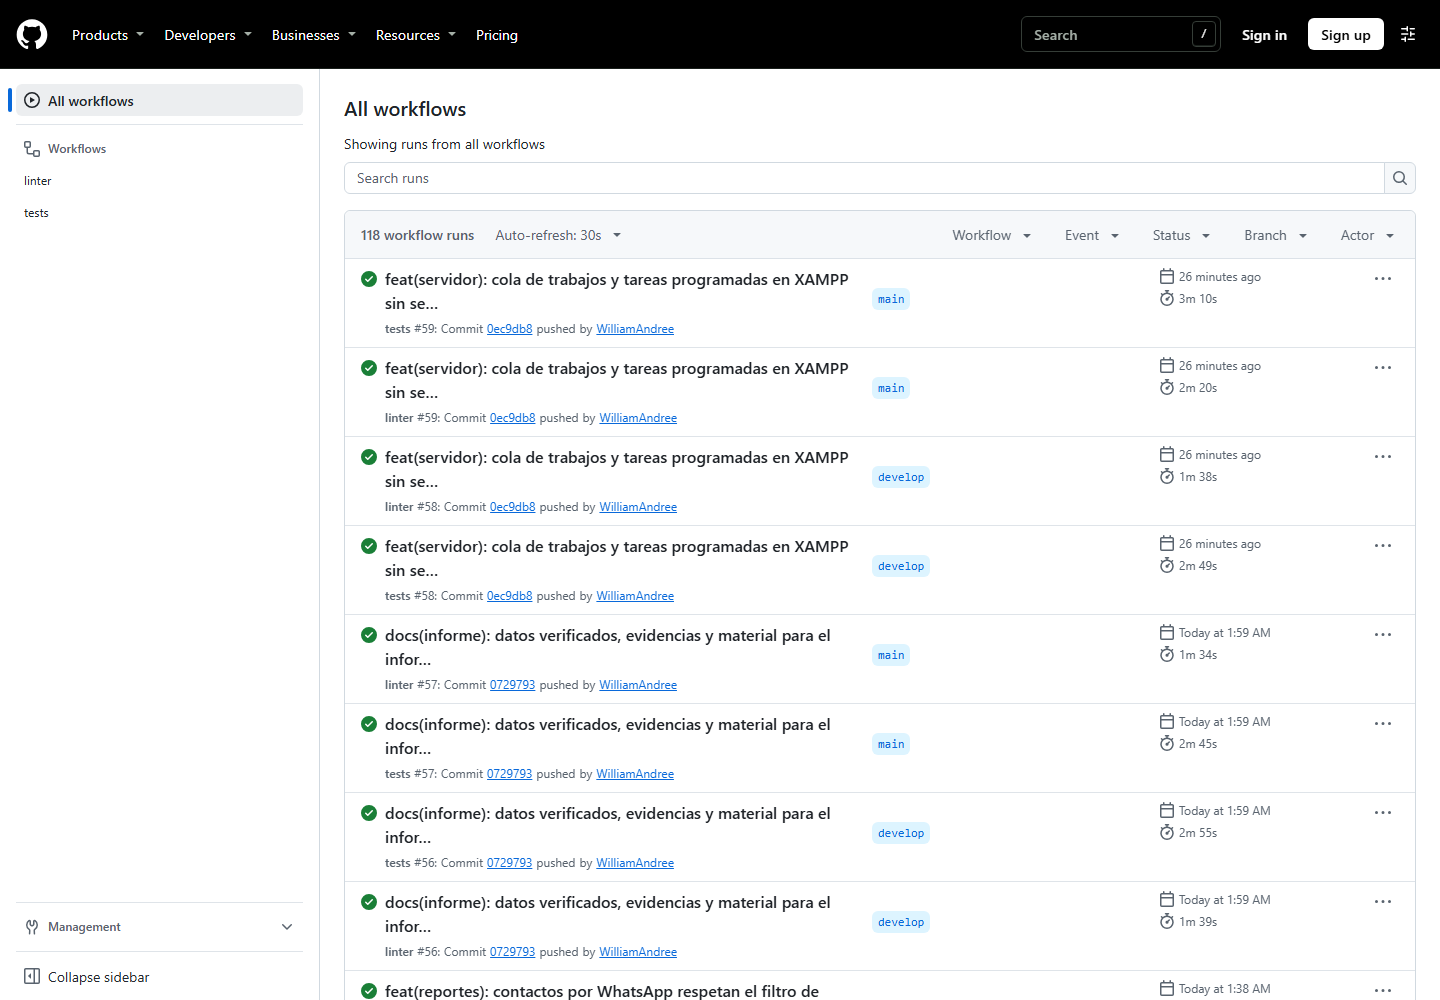 Products Developers Businesses Resources Pricing Search / Sign in Sign up
All workflows
Workflows
linter
tests
Management
Collapse sidebar
All workflows
Showing runs from all workflows
Search runs
118 workflow runs Auto-refresh: 30s Workflow Event Status Branch Actor
feat(servidor): cola de trabajos y tareas programadas en XAMPP
sin se...
tests #59: Commit 0ec9db8 pushed by WilliamAndree
main
26 minutes ago
3m 10s
feat(servidor): cola de trabajos y tareas programadas en XAMPP
sin se...
linter #59: Commit 0ec9db8 pushed by WilliamAndree
main
26 minutes ago
2m 20s
feat(servidor): cola de trabajos y tareas programadas en XAMPP
sin se...
linter #58: Commit 0ec9db8 pushed by WilliamAndree
develop
26 minutes ago
1m 38s
feat(servidor): cola de trabajos y tareas programadas en XAMPP
sin se...
tests #58: Commit 0ec9db8 pushed by WilliamAndree
develop
26 minutes ago
2m 49s
docs(informe): datos verificados, evidencias y material para el
infor...
linter #57: Commit 0729793 pushed by WilliamAndree
main
Today at 1:59 AM
1m 34s
docs(informe): datos verificados, evidencias y material para el
infor...
tests #57: Commit 0729793 pushed by WilliamAndree
main
Today at 1:59 AM
2m 45s
docs(informe): datos verificados, evidencias y material para el
infor...
tests #56: Commit 0729793 pushed by WilliamAndree
develop
Today at 1:59 AM
2m 55s
docs(informe): datos verificados, evidencias y material para el
infor...
linter #56: Commit 0729793 pushed by WilliamAndree
develop
Today at 1:59 AM
1m 39s
feat(reportes): contactos por WhatsApp respetan el filtro de
Today at 1:38 AM